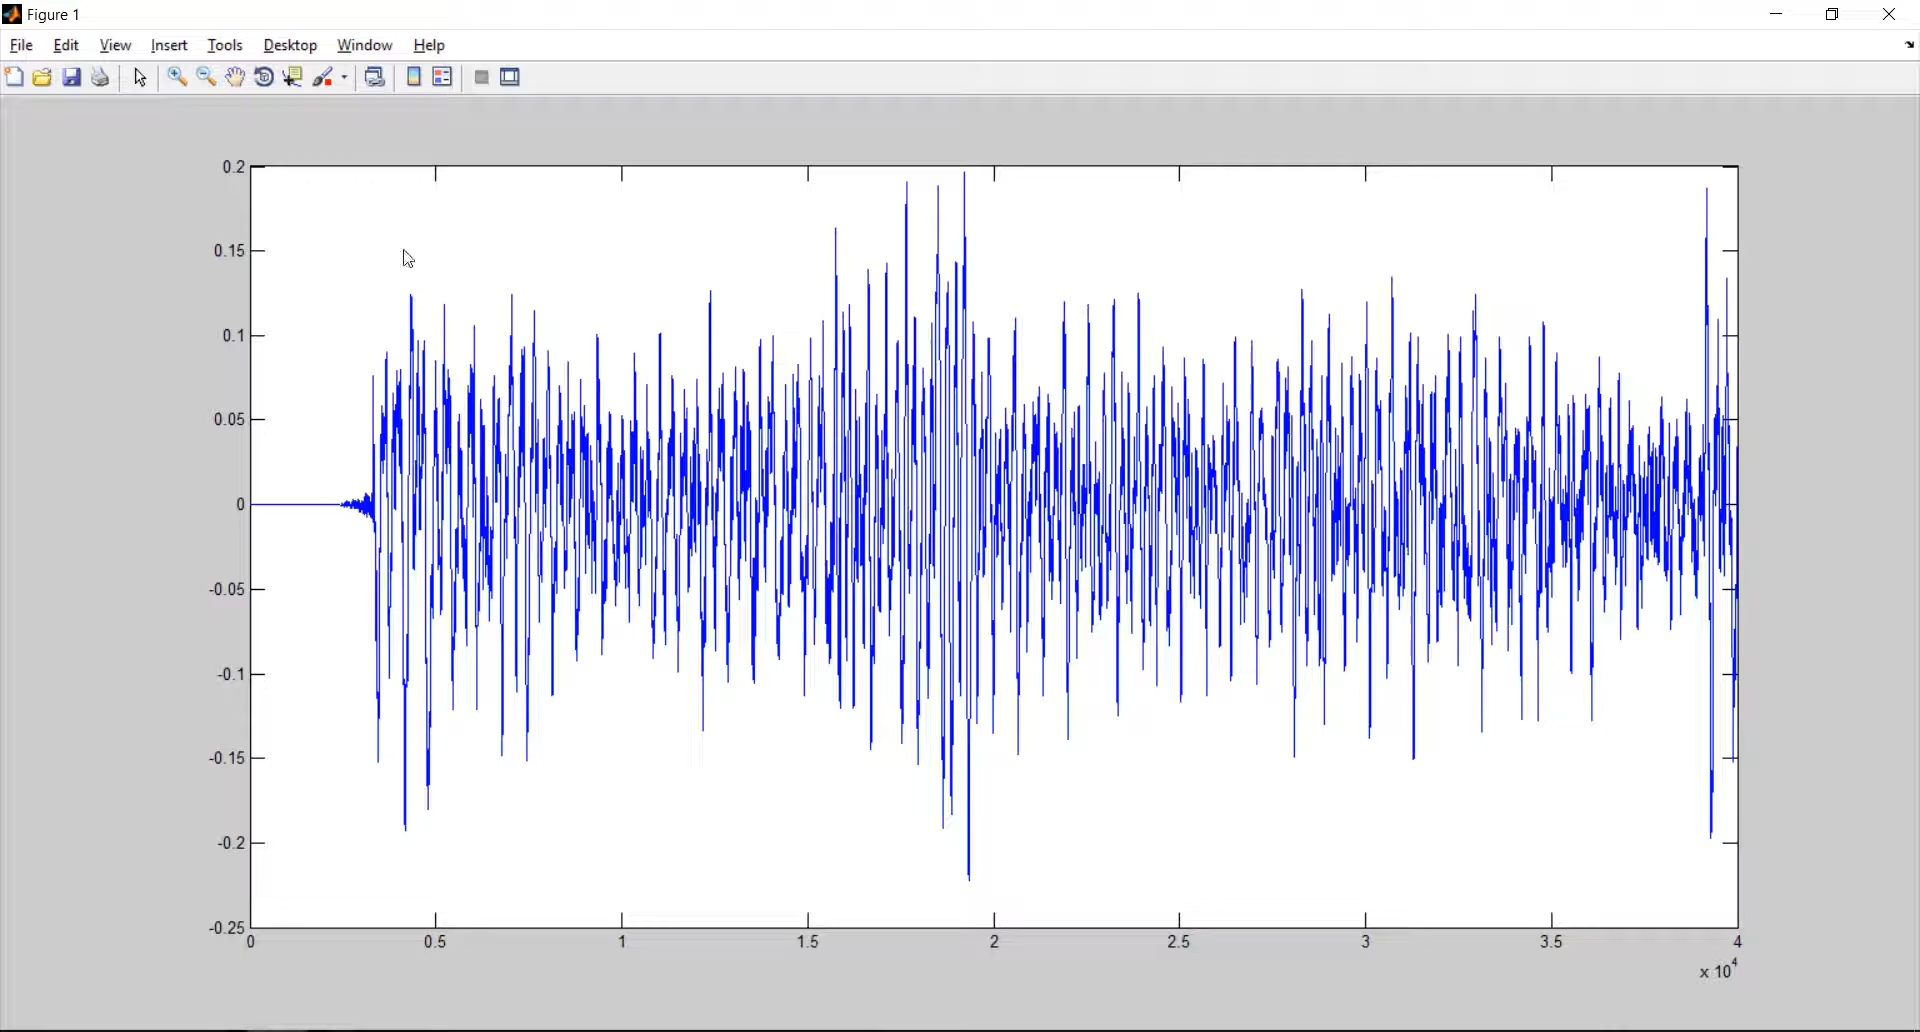 Figure 1
File Edit View Insert Tools Desktop Window Help
0.2
0.15
0.1
0.05
0
-0.05
-0.1
-0.15
-0.2
-0.25
0 0.5 1 1.5 2 2.5 3 3.5 4
x 10^4